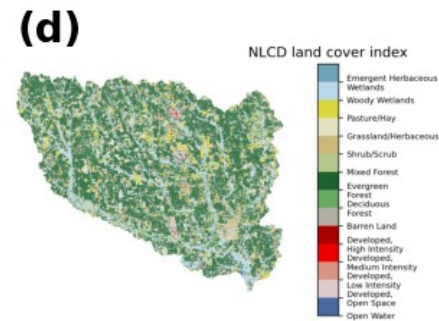 (d)
NLCD land cover index
Emergent Herbaceous
Wetlands
Woody Wetlands
Pasture/Hay
Grassland/Herbaceous
Shrub/Scrub
Mixed Forest
Evergreen
Forest
Deciduous
Forest
Barren Land
Developed,
High Intensity
Developed,
Medium Intensity
Developed,
Low Intensity
Developed,
Open Space
Open Water